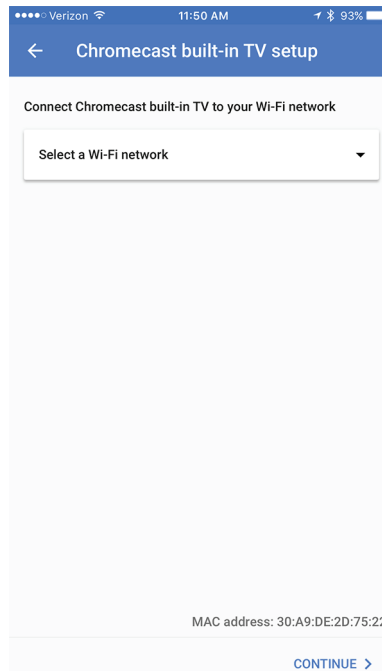 Verizon 11:50 AM 93%
Chromecast built-in TV setup
Connect Chromecast built-in TV to your Wi-Fi network
Select a Wi-Fi network
MAC address: 30:A9:DE:2D:75:22
CONTINUE